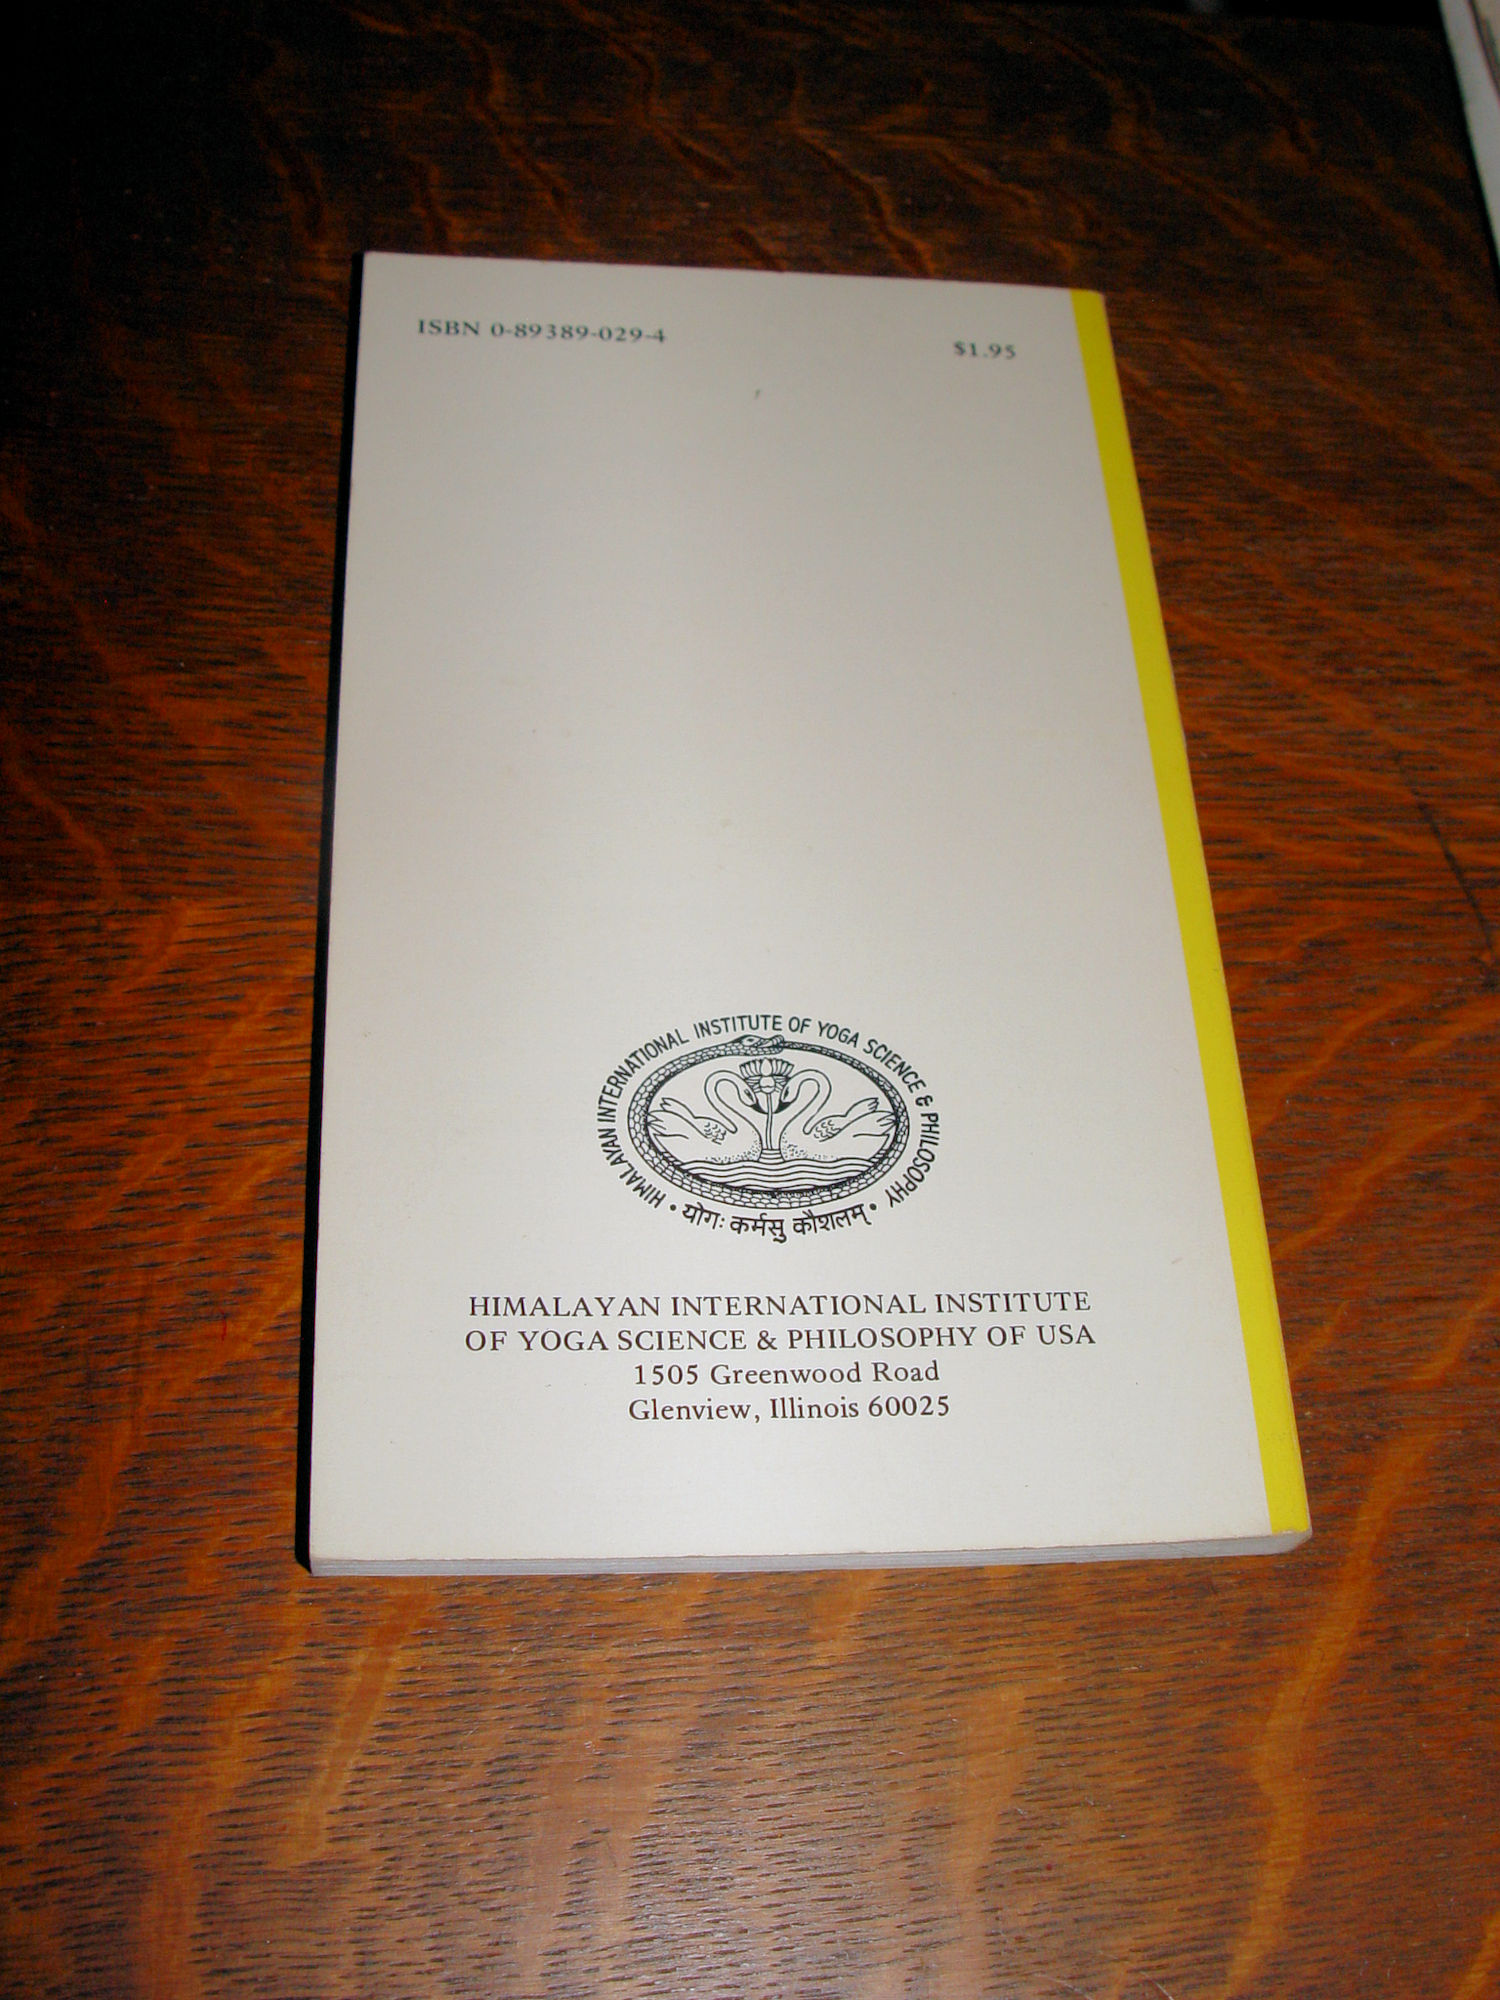 ISBN 0-89389-029-4
$1.95
HIMALAYAN INTERNATIONAL INSTITUTE OF YOGA SCIENCE & PHILOSOPHY
• योगः कर्मसु कौशलम् •
HIMALAYAN INTERNATIONAL INSTITUTE
OF YOGA SCIENCE & PHILOSOPHY OF USA
1505 Greenwood Road
Glenview, Illinois 60025